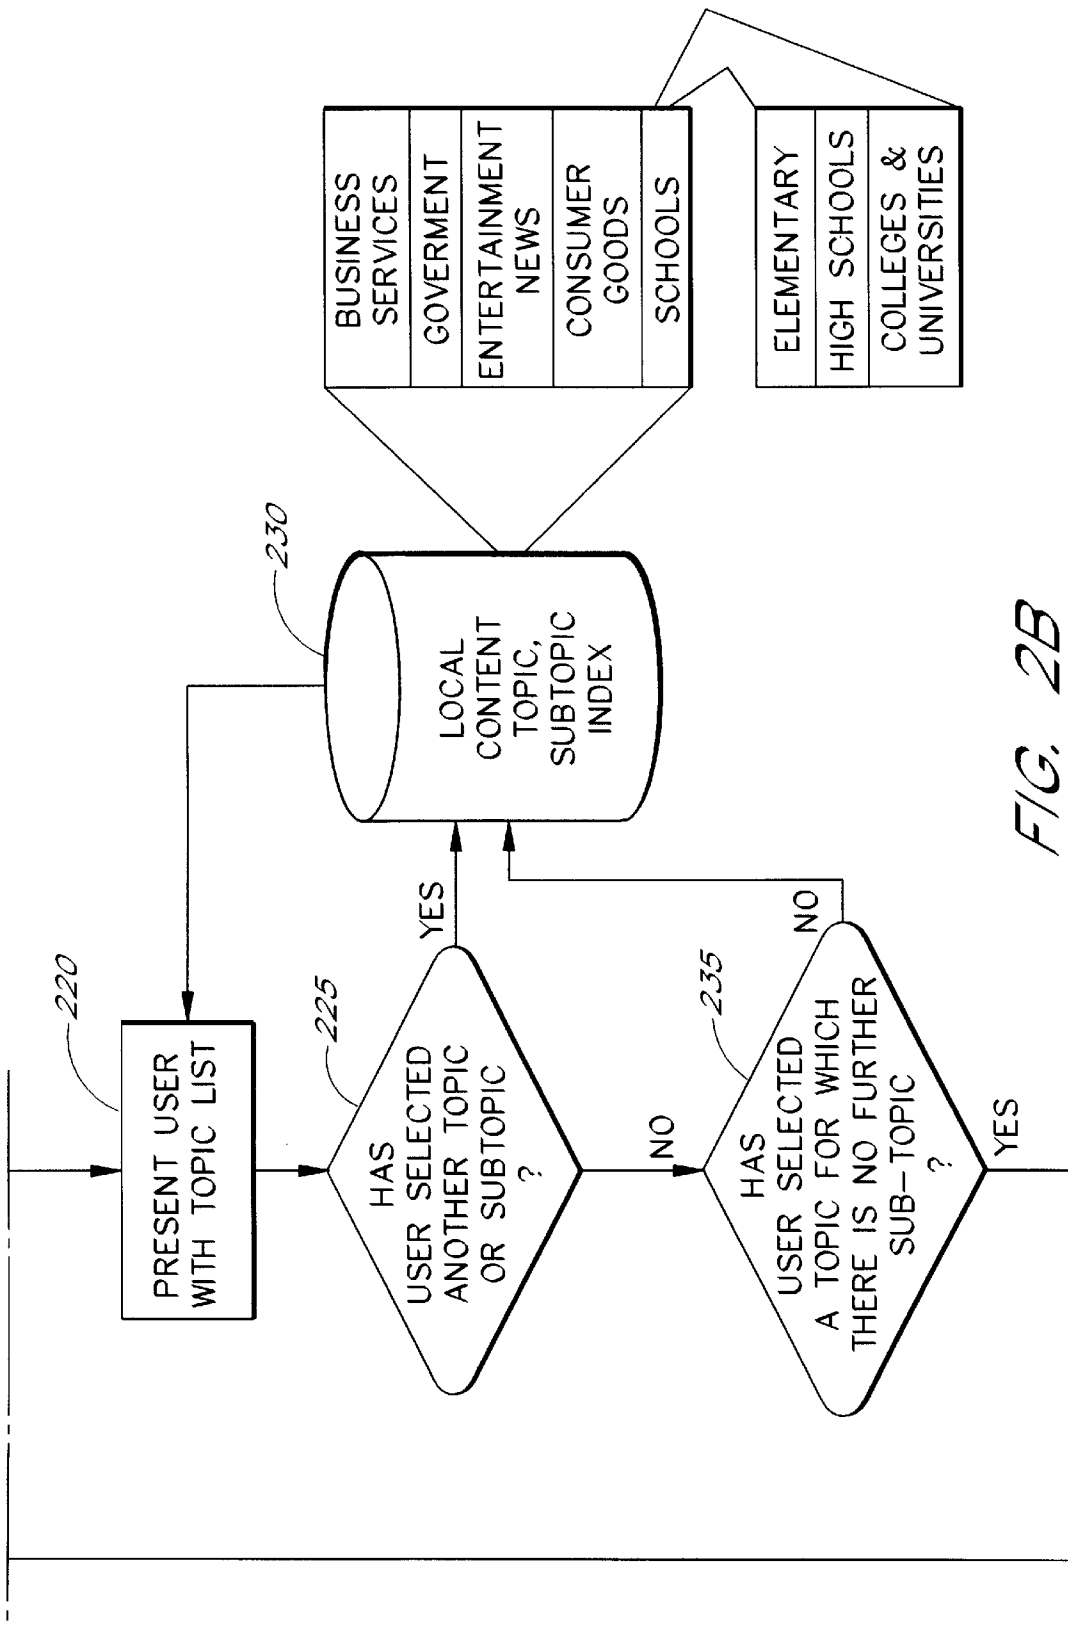 220
PRESENT USER
WITH TOPIC LIST
225
HAS
USER SELECTED
ANOTHER TOPIC
OR SUBTOPIC
?
YES
NO
230
LOCAL
CONTENT
TOPIC,
SUBTOPIC
INDEX
BUSINESS
SERVICES
GOVERMENT
ENTERTAINMENT
NEWS
CONSUMER
GOODS
SCHOOLS
ELEMENTARY
HIGH SCHOOLS
COLLEGES &
UNIVERSITIES
235
HAS
USER SELECTED
A TOPIC FOR WHICH
THERE IS NO FURTHER
SUB-TOPIC
?
NO
YES
FIG. 2B